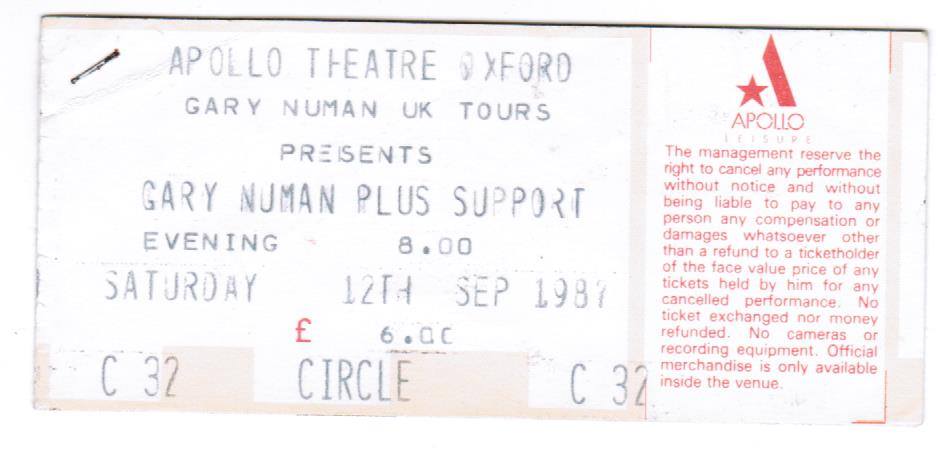 APOLLO THEATRE OXFORD
GARY NUMAN UK TOURS
PRESENTS
GARY NUMAN PLUS SUPPORT
EVENING 8.00
SATURDAY 12TH SEP 1987
£ 6.00
C 32 CIRCLE C 32
APOLLO
LEISURE
The management reserve the
right to cancel any performance
without notice and without
being liable to pay to any
person any compensation or
damages whatsoever other
than a refund to a ticketholder
of the face value price of any
tickets held by him for any
cancelled performance. No
ticket exchanged nor money
refunded. No cameras or
recording equipment. Official
merchandise is only available
inside the venue.